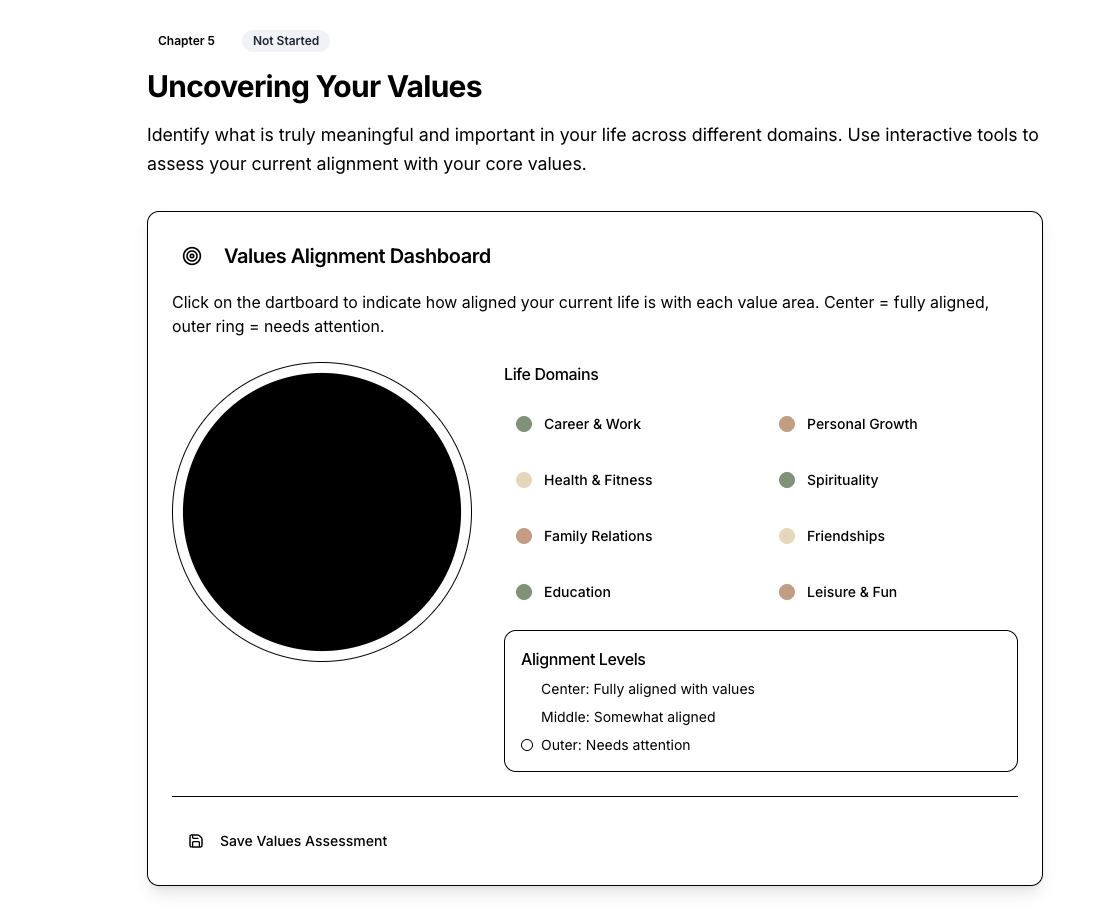 Chapter 5
Not Started
Uncovering Your Values
Identify what is truly meaningful and important in your life across different domains. Use interactive tools to
assess your current alignment with your core values.
Values Alignment Dashboard
Click on the dartboard to indicate how aligned your current life is with each value area. Center = fully aligned,
outer ring = needs attention.
Life Domains
Career & Work
Personal Growth
Health & Fitness
Spirituality
Family Relations
Friendships
Education
Leisure & Fun
Alignment Levels
Center: Fully aligned with values
Middle: Somewhat aligned
Outer: Needs attention
Save Values Assessment